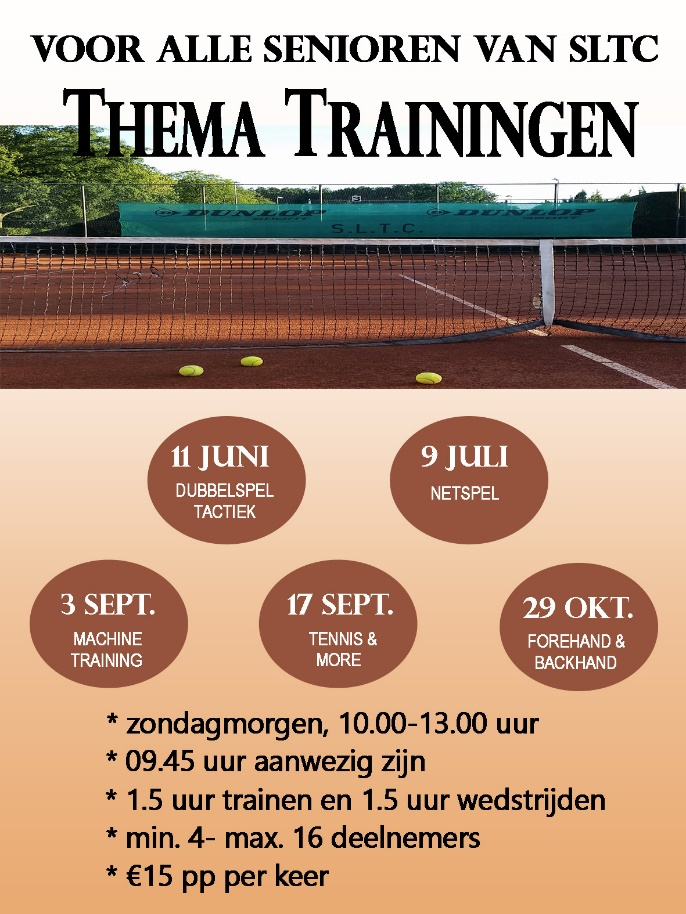 VOOR ALLE SENIOREN VAN SLTC
THEMA TRAININGEN
DUNLOP SPORT DUNLOP SPORT
S.L.T.C.
11 JUNI
DUBBELSPEL
TACTIEK
9 JULI
NETSPEL
3 SEPT.
MACHINE
TRAINING
17 SEPT.
TENNIS &
MORE
29 OKT.
FOREHAND &
BACKHAND
* zondagmorgen, 10.00-13.00 uur
* 09.45 uur aanwezig zijn
* 1.5 uur trainen en 1.5 uur wedstrijden
* min. 4- max. 16 deelnemers
* €15 pp per keer